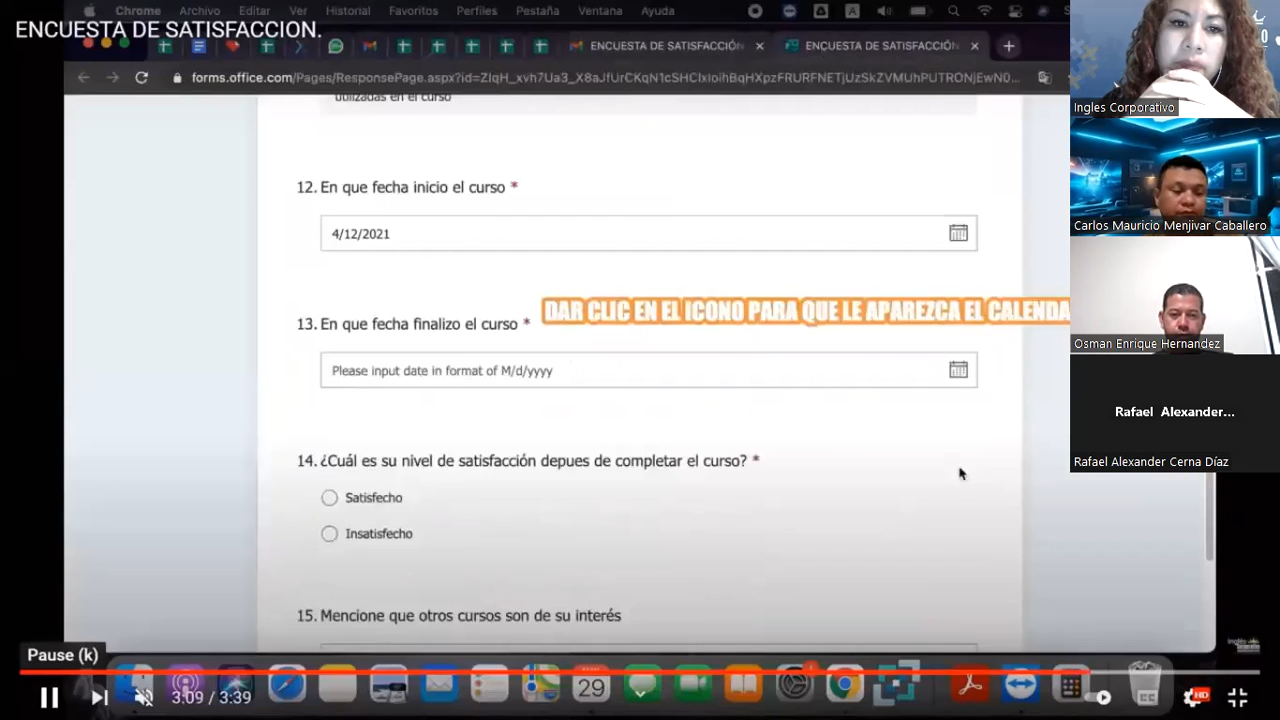 ENCUESTA DE SATISFACCION.
Chrome Archivo Editar Ver Historial Favoritos Perfiles Pestaña Ventana Ayuda
ENCUESTA DE SATISFACCIÓN
ENCUESTA DE SATISFACCIÓN
utilizadas en el curso
12. En que fecha inicio el curso *
4/12/2021
13. En que fecha finalizo el curso *
DAR CLIC EN EL ICONO PARA QUE LE APAREZCA EL CALENDA
Please input date in format of M/d/yyyy
14. ¿Cuál es su nivel de satisfacción depues de completar el curso? *
Satisfecho
Insatisfecho
15. Mencione que otros cursos son de su interés
Pause (k)
29
3:09 / 3:39
HD
Ingles Corporativo
Carlos Mauricio Menjivar Caballero
Osman Enrique Hernandez
Rafael Alexander...
Rafael Alexander Cerna Díaz